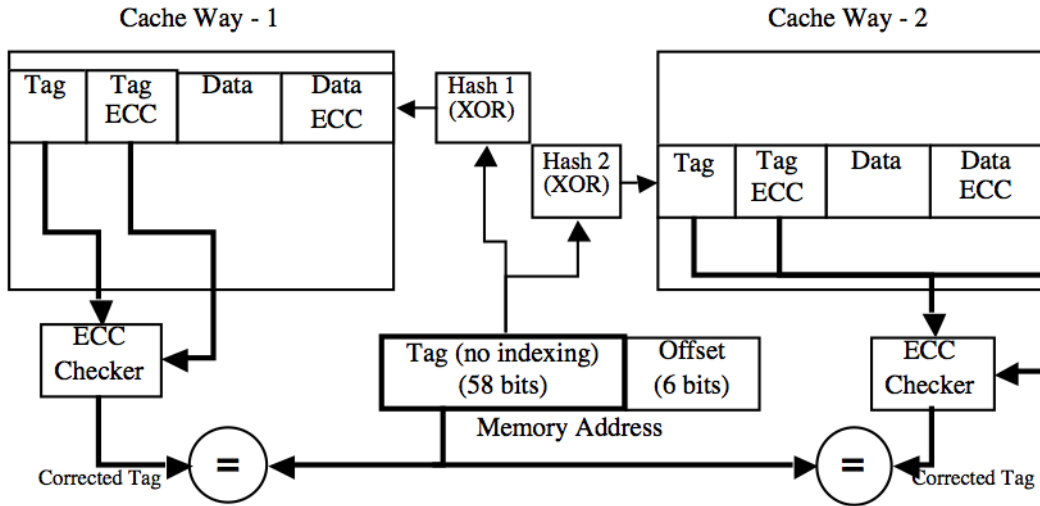 Cache Way - 1
Cache Way - 2
Tag
Tag
ECC
Data
Data
ECC
Hash 1
(XOR)
Hash 2
(XOR)
Tag
Tag
ECC
Data
Data
ECC
ECC
Checker
Tag (no indexing)
(58 bits)
Offset
(6 bits)
ECC
Checker
Memory Address
Corrected Tag
=
=
Corrected Tag